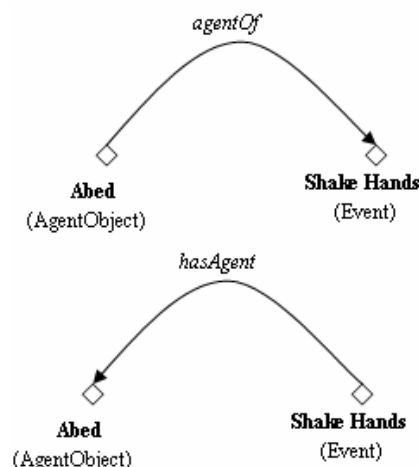 agentOf
Abed
(AgentObject)
Shake Hands
(Event)
hasAgent
Abed
(AgentObject)
Shake Hands
(Event)